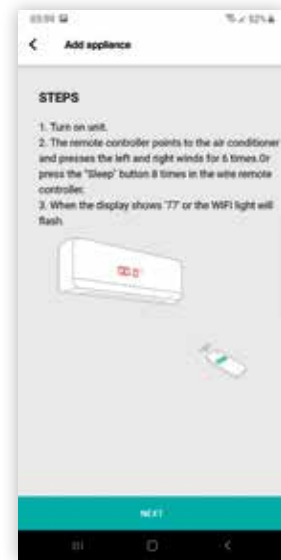 Add appliance
STEPS
1. Turn on unit.
2. The remote controller points to the air conditioner
and presses the left and right winds for 6 times.Or
press the "Sleep" button 8 times in the wire remote
controller.
3. When the display shows '77' or the WIFI light will
flash.
NEXT